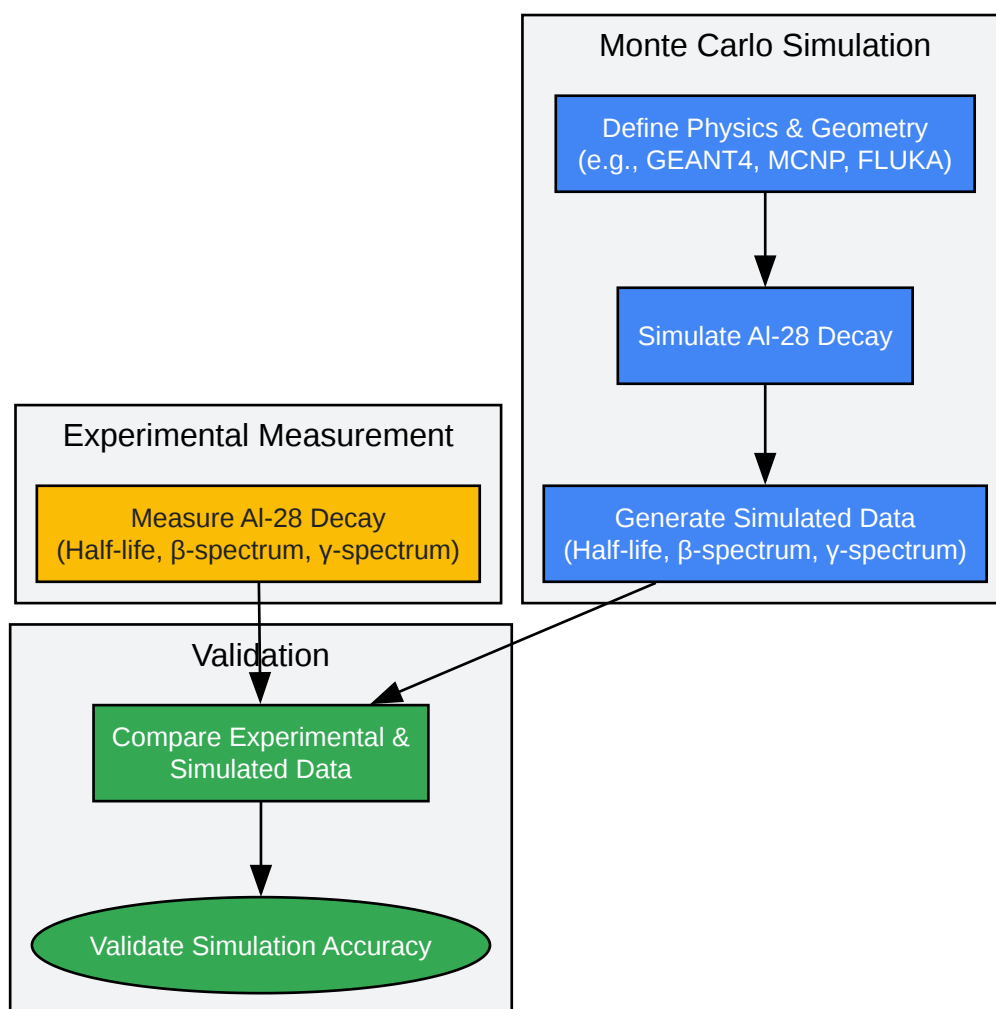 Monte Carlo Simulation
Define Physics & Geometry
(e.g., GEANT4, MCNP, FLUKA)
Simulate Al-28 Decay
Generate Simulated Data
(Half-life, β-spectrum, γ-spectrum)
Experimental Measurement
Measure Al-28 Decay
(Half-life, β-spectrum, γ-spectrum)
Validation
Compare Experimental &
Simulated Data
Validate Simulation Accuracy